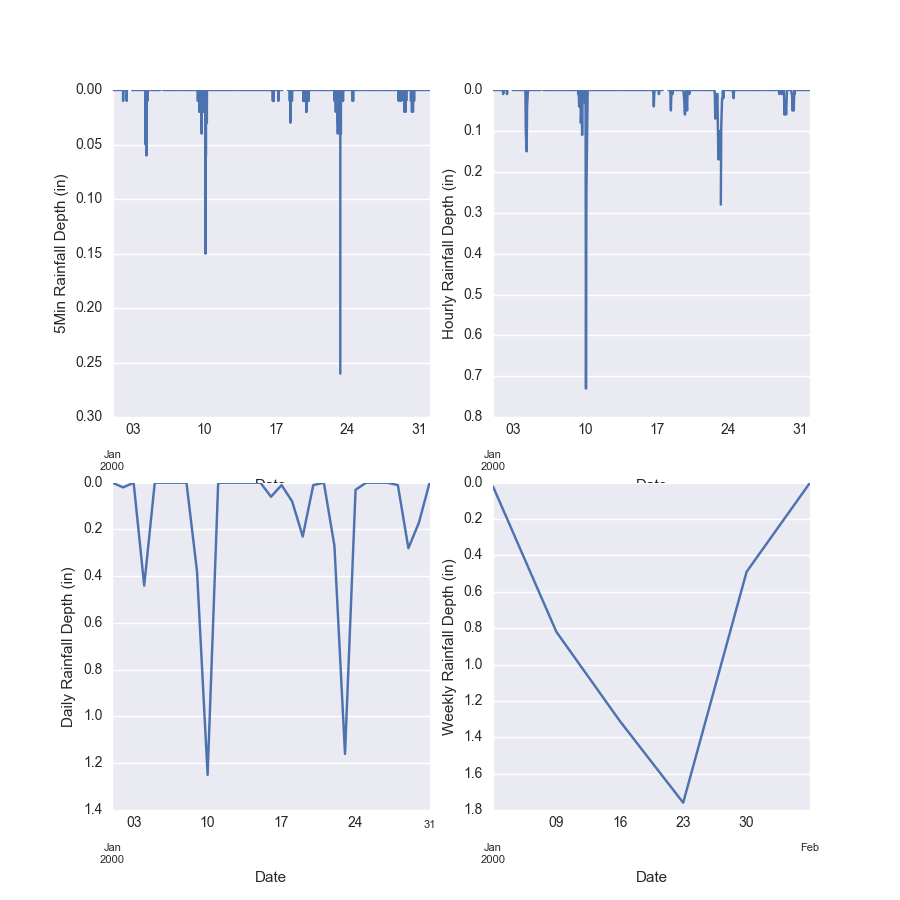 5Min Rainfall Depth (in)
0.00
0.05
0.10
0.15
0.20
0.25
0.30
03 10 17 24 31
Jan
2000
Date
Hourly Rainfall Depth (in)
0.0
0.1
0.2
0.3
0.4
0.5
0.6
0.7
0.8
03 10 17 24 31
Jan
2000
Date
Daily Rainfall Depth (in)
0.0
0.2
0.4
0.6
0.8
1.0
1.2
1.4
03 10 17 24 31
Jan
2000
Date
Weekly Rainfall Depth (in)
0.0
0.2
0.4
0.6
0.8
1.0
1.2
1.4
1.6
1.8
09 16 23 30
Jan Feb
2000
Date